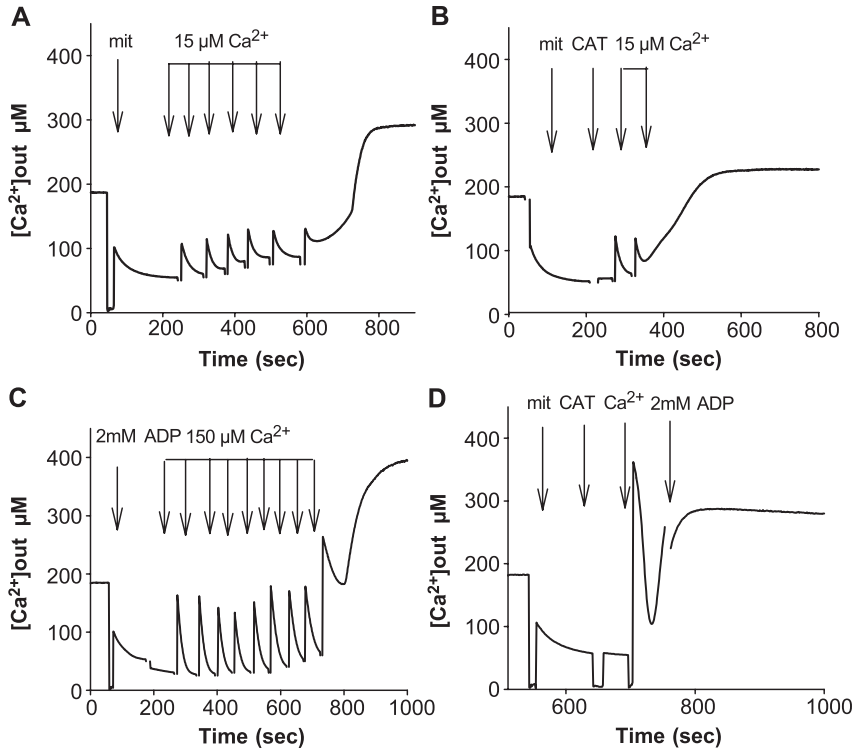 A
mit 15 µM Ca²⁺
[Ca²⁺]out µM
400
300
200
100
0
0 200 400 600 800
Time (sec)
B
mit CAT 15 µM Ca²⁺
[Ca²⁺]out µM
400
300
200
100
0
0 200 400 600 800
Time (sec)
C
2mM ADP 150 µM Ca²⁺
[Ca²⁺]out µM
400
300
200
100
0
0 200 400 600 800 1000
Time (sec)
D
mit CAT Ca²⁺ 2mM ADP
[Ca²⁺]out µM
400
300
200
100
0
600 800 1000
Time (sec)